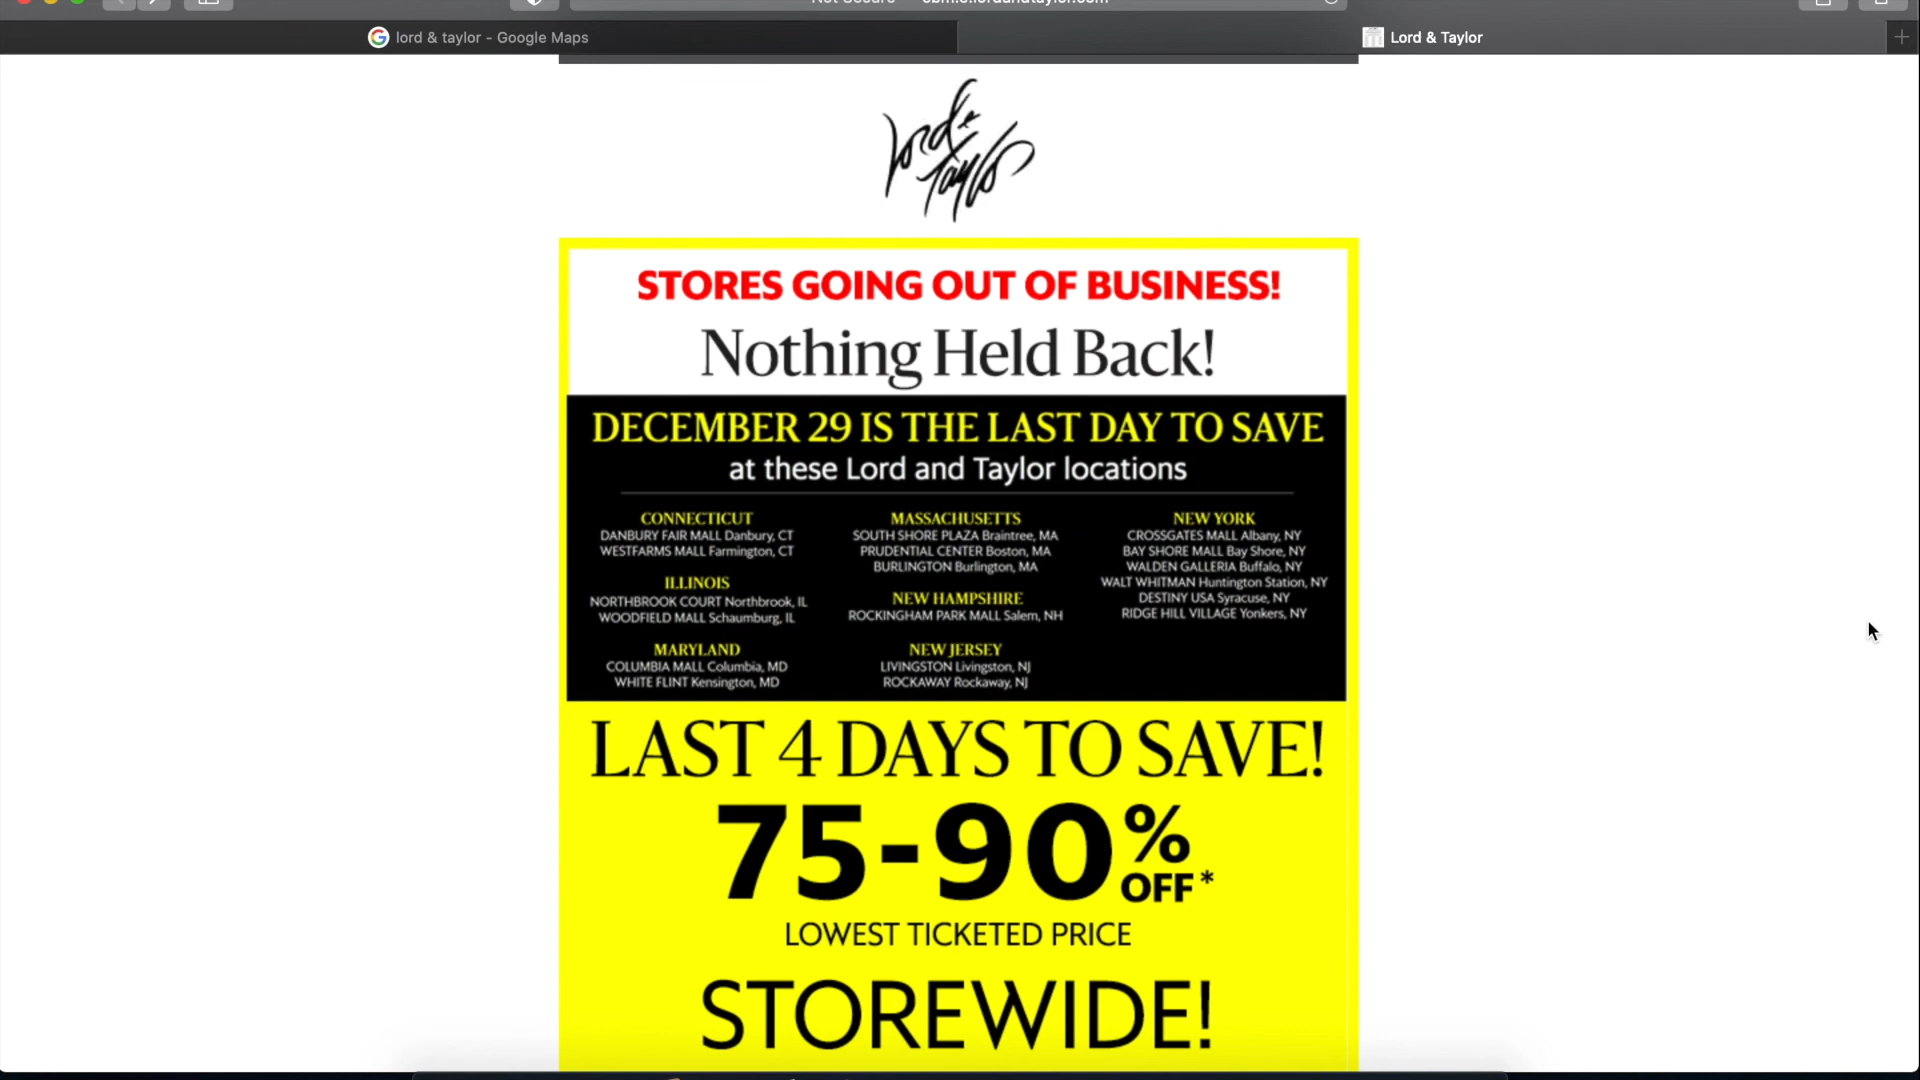 lord & taylor - Google Maps
Lord & Taylor
Lord & Taylor
STORES GOING OUT OF BUSINESS!
Nothing Held Back!
DECEMBER 29 IS THE LAST DAY TO SAVE
at these Lord and Taylor locations
CONNECTICUT
DANBURY FAIR MALL Danbury, CT
WESTFARMS MALL Farmington, CT
ILLINOIS
NORTHBROOK COURT Northbrook, IL
WOODFIELD MALL Schaumburg, IL
MARYLAND
COLUMBIA MALL Columbia, MD
WHITE FLINT Kensington, MD
MASSACHUSETTS
SOUTH SHORE PLAZA Braintree, MA
PRUDENTIAL CENTER Boston, MA
BURLINGTON Burlington, MA
NEW HAMPSHIRE
ROCKINGHAM PARK MALL Salem, NH
NEW JERSEY
LIVINGSTON Livingston, NJ
ROCKAWAY Rockaway, NJ
NEW YORK
CROSSGATES MALL Albany, NY
BAY SHORE MALL Bay Shore, NY
WALDEN GALLERIA Buffalo, NY
WALT WHITMAN Huntington Station, NY
DESTINY USA Syracuse, NY
RIDGE HILL VILLAGE Yonkers, NY
LAST 4 DAYS TO SAVE!
75-90% OFF*
LOWEST TICKETED PRICE
STOREWIDE!